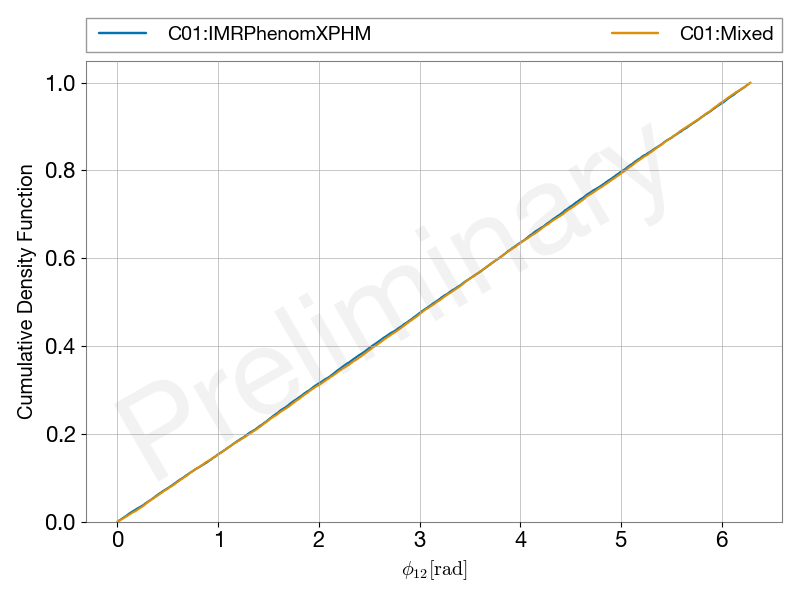 C01:IMRPhenomXPHM C01:Mixed
Cumulative Density Function
1.0
0.8
0.6
0.4
0.2
0.0
Preliminary
0 1 2 3 4 5 6
ϕ₁₂[rad]